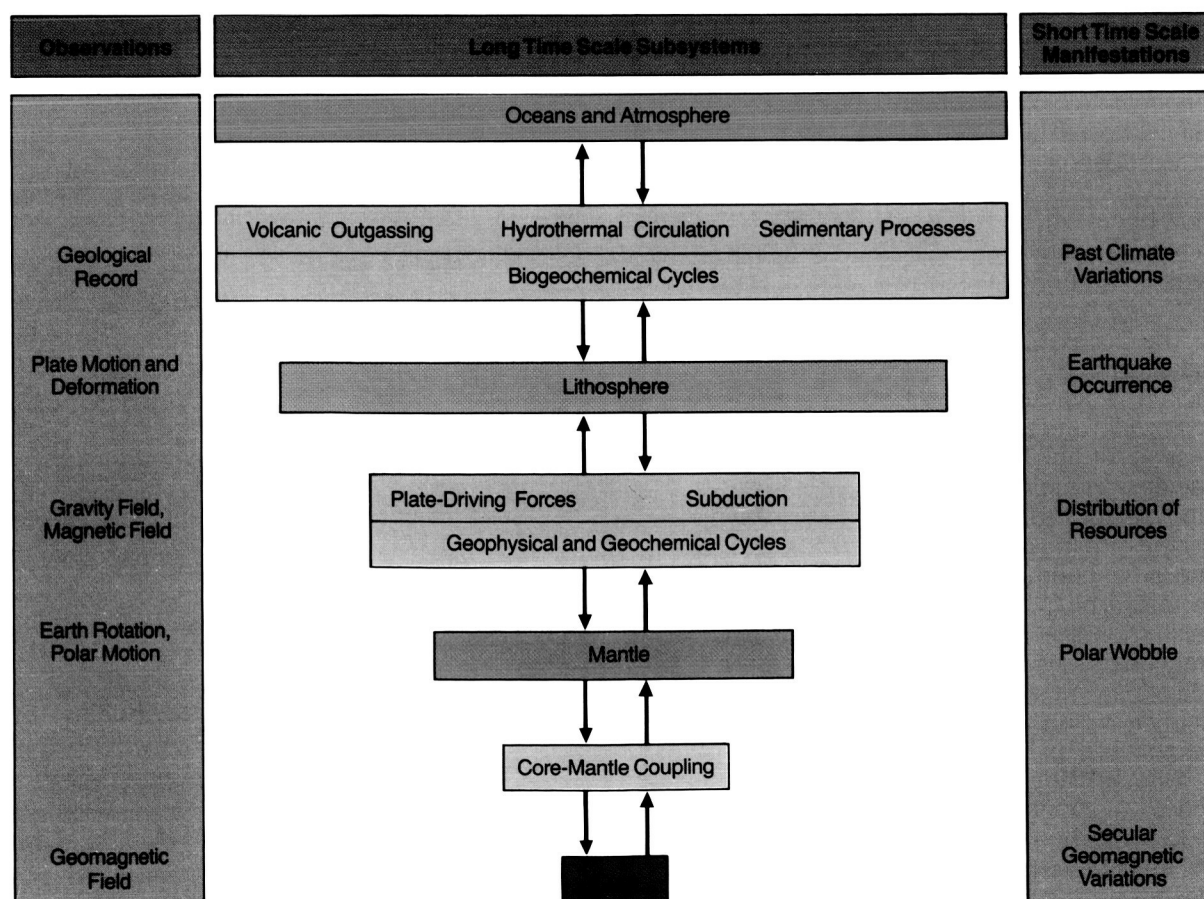 Observations
Long Time Scale Subsystems
Short Time Scale
Manifestations
Oceans and Atmosphere
Volcanic Outgassing
Hydrothermal Circulation
Sedimentary Processes
Biogeochemical Cycles
Geological
Record
Past Climate
Variations
Plate Motion and
Deformation
Lithosphere
Earthquake
Occurrence
Plate-Driving Forces
Subduction
Gravity Field,
Magnetic Field
Geophysical and Geochemical Cycles
Distribution of
Resources
Earth Rotation,
Polar Motion
Mantle
Polar Wobble
Core-Mantle Coupling
Geomagnetic
Field
Secular
Geomagnetic
Variations